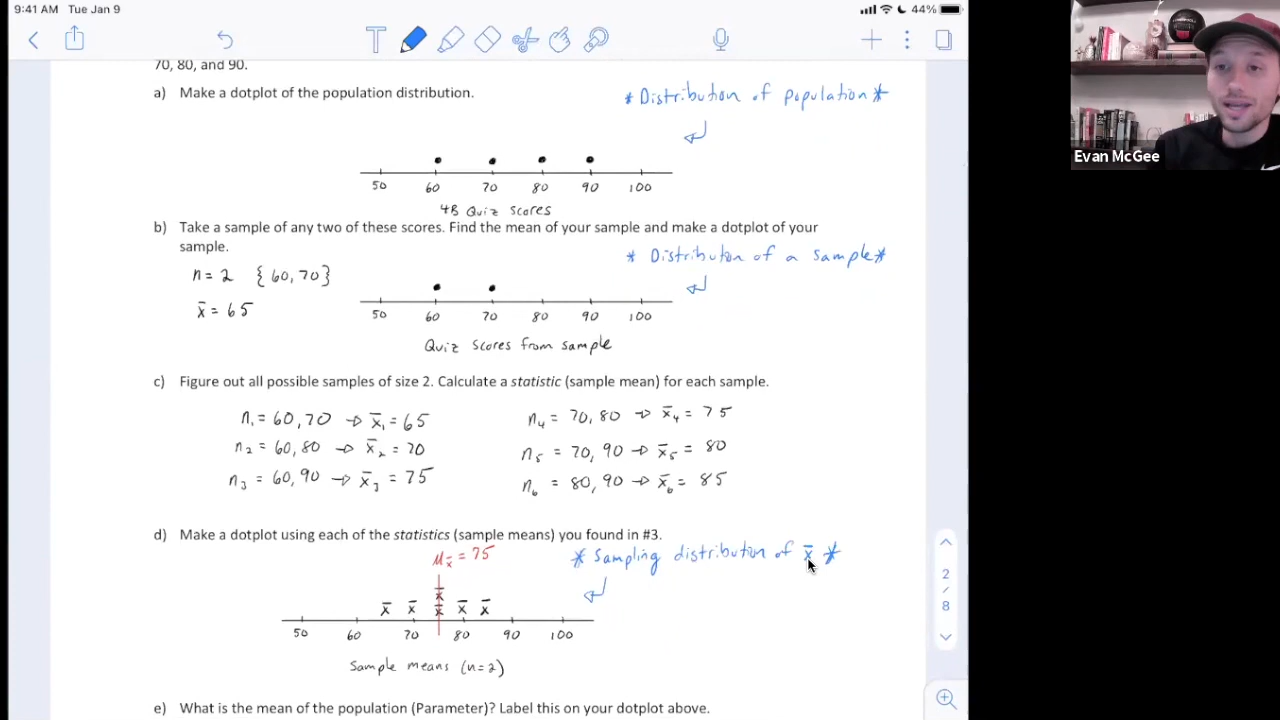 9:41 AM Tue Jan 9
44%
70, 80, and 90.
a) Make a dotplot of the population distribution.
* Distribution of population *
50 60 70 80 90 100
4B Quiz Scores
b) Take a sample of any two of these scores. Find the mean of your sample and make a dotplot of your
sample.
* Distribution of a sample *
n = 2 {60,70}
x̄ = 65
50 60 70 80 90 100
Quiz Scores from sample
c) Figure out all possible samples of size 2. Calculate a statistic (sample mean) for each sample.
n₁ = 60,70 → x̄₁ = 65
n₂ = 60,80 → x̄₂ = 70
n₃ = 60,90 → x̄₃ = 75
n₄ = 70,80 → x̄₄ = 75
n₅ = 70,90 → x̄₅ = 80
n₆ = 80,90 → x̄₆ = 85
d) Make a dotplot using each of the statistics (sample means) you found in #3.
μx̄ = 75
* Sampling distribution of x̄ *
x̄
x̄ x̄ x̄ x̄ x̄
50 60 70 80 90 100
Sample means (n=2)
e) What is the mean of the population (Parameter)? Label this on your dotplot above.
2
/
8
Evan McGee